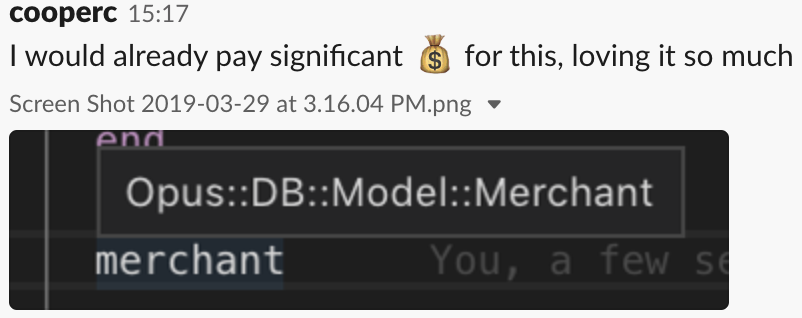 cooperc 15:17
I would already pay significant 💰 for this, loving it so much
Screen Shot 2019-03-29 at 3.16.04 PM.png
end
Opus::DB::Model::Merchant
merchant You, a few se